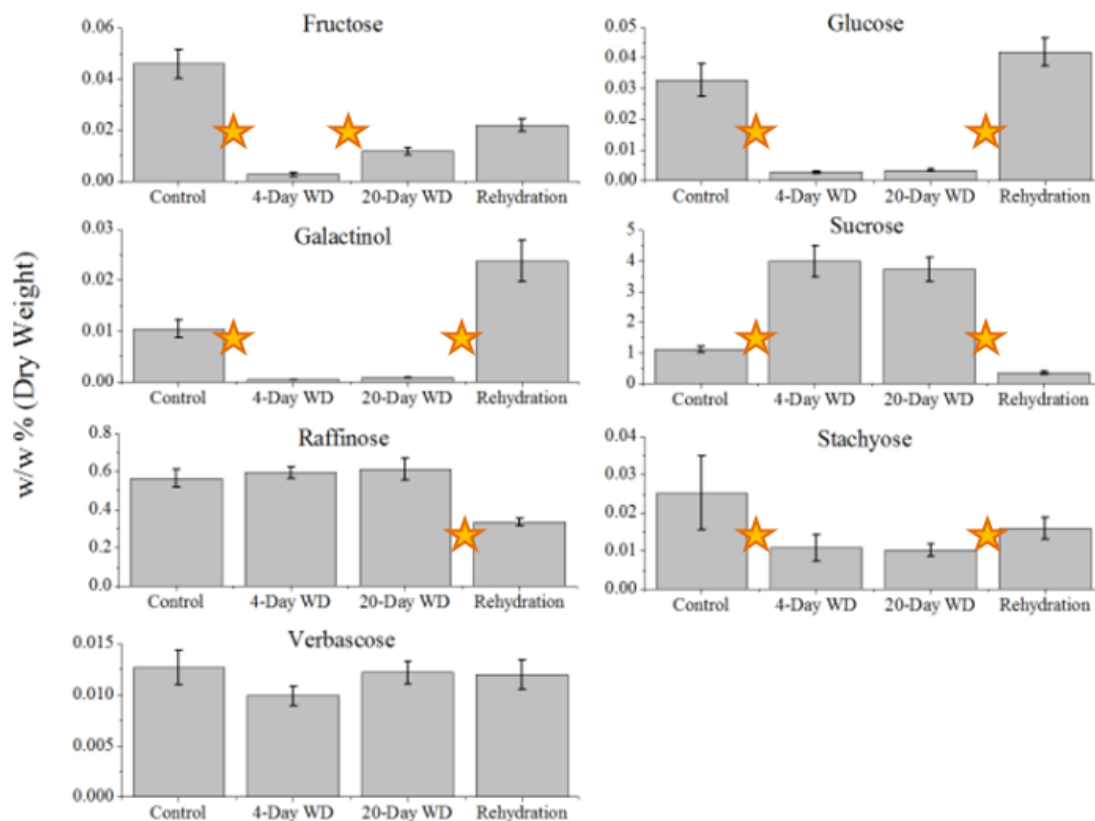 w/w % (Dry Weight)
Fructose
0.06
0.04
0.02
0.00
Control 4-Day WD 20-Day WD Rehydration
Glucose
0.05
0.04
0.03
0.02
0.01
0.00
Control 4-Day WD 20-Day WD Rehydration
Galactinol
0.03
0.02
0.01
0.00
Control 4-Day WD 20-Day WD Rehydration
Sucrose
5
4
3
2
1
0
Control 4-Day WD 20-Day WD Rehydration
Raffinose
0.8
0.6
0.4
0.2
0.0
Control 4-Day WD 20-Day WD Rehydration
Stachyose
0.04
0.03
0.02
0.01
0.00
Control 4-Day WD 20-Day WD Rehydration
Verbascose
0.015
0.010
0.005
0.000
Control 4-Day WD 20-Day WD Rehydration